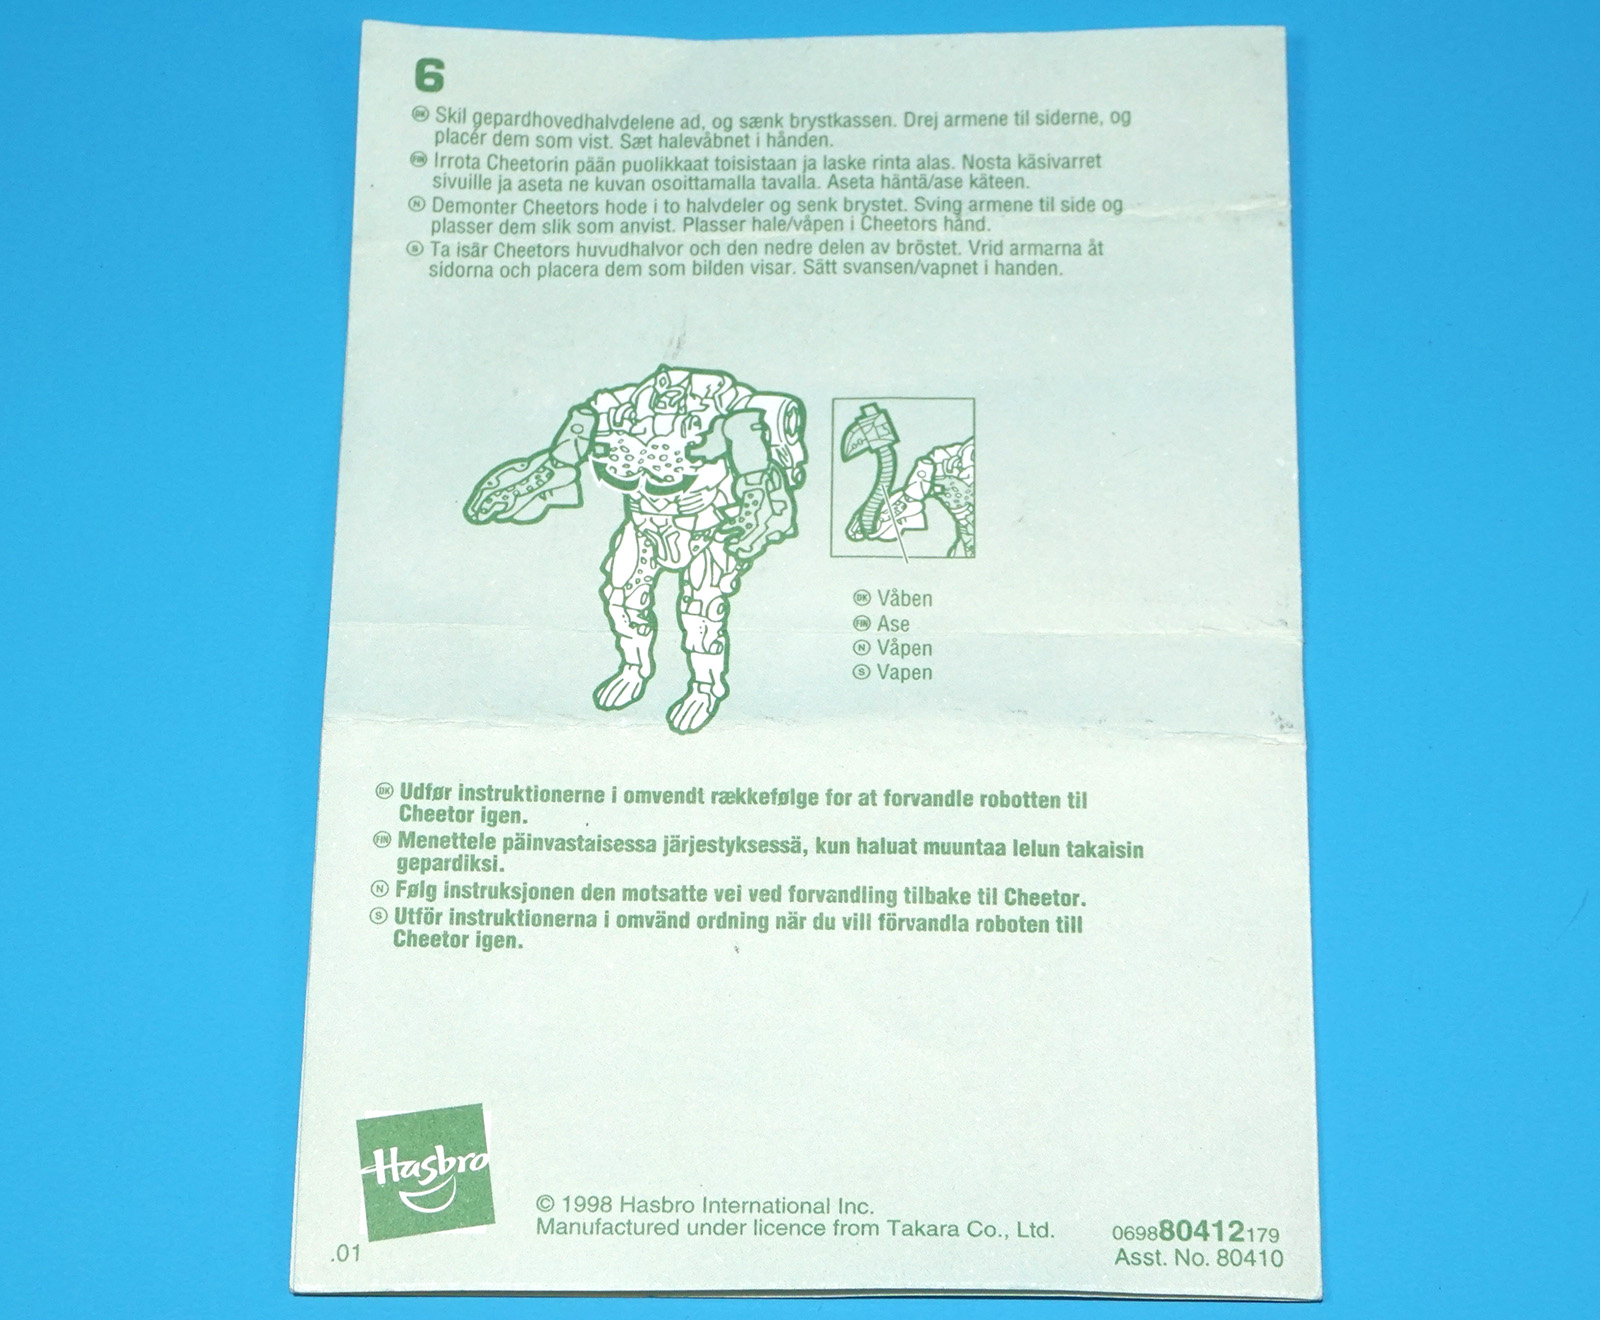 6
DK Skil gepardhovedhalvdelene ad, og sænk brystkassen. Drej armene til siderne, og
placér dem som vist. Sæt halevåbnet i hånden.
FIN Irrota Cheetorin pään puolikkaat toisistaan ja laske rinta alas. Nosta käsivarret
sivuille ja aseta ne kuvan osoittamalla tavalla. Aseta häntä/ase käteen.
N Demonter Cheetors hode i to halvdeler og senk brystet. Sving armene til side og
plasser dem slik som anvist. Plasser hale/våpen i Cheetors hånd.
S Ta isär Cheetors huvudhalvor och den nedre delen av bröstet. Vrid armarna åt
sidorna och placera dem som bilden visar. Sätt svansen/vapnet i handen.
DK Våben
FIN Ase
N Våpen
S Vapen
DK Udfør instruktionerne i omvendt rækkefølge for at forvandle robotten til
Cheetor igen.
FIN Menettele päinvastaisessa järjestyksessä, kun haluat muuntaa lelun takaisin
gepardiksi.
N Følg instruksjonen den motsatte vei ved forvandling tilbake til Cheetor.
S Utför instruktionerna i omvänd ordning när du vill förvandla roboten till
Cheetor igen.
Hasbro
© 1998 Hasbro International Inc.
Manufactured under licence from Takara Co., Ltd.
069880412179
Asst. No. 80410
.01